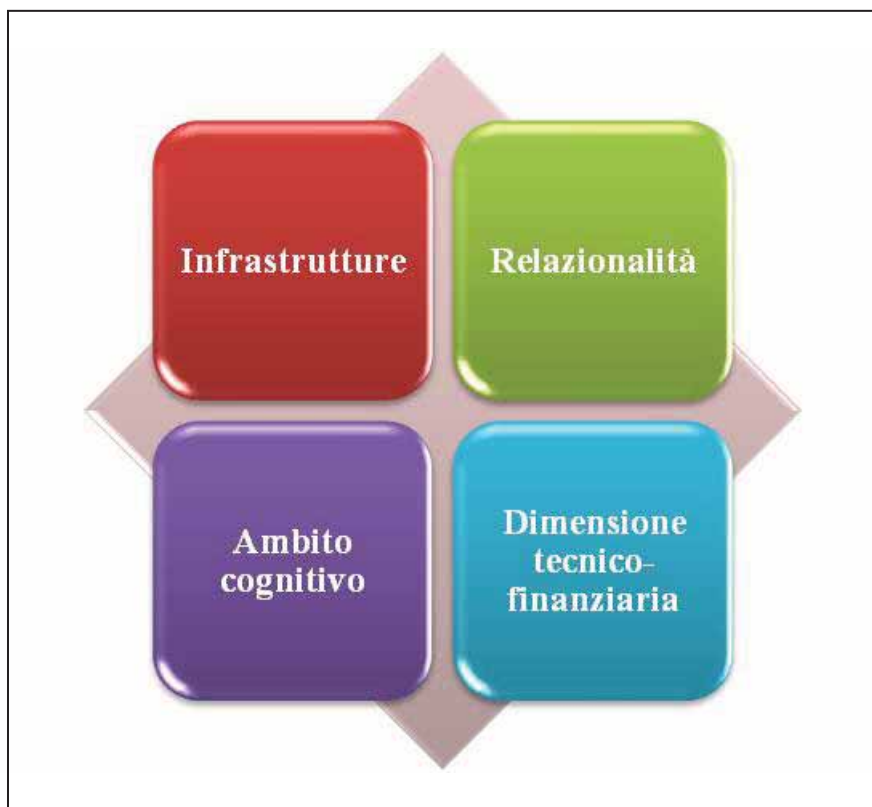 Infrastrutture
Relazionalità
Ambito
cognitivo
Dimensione
tecnico-
finanziaria